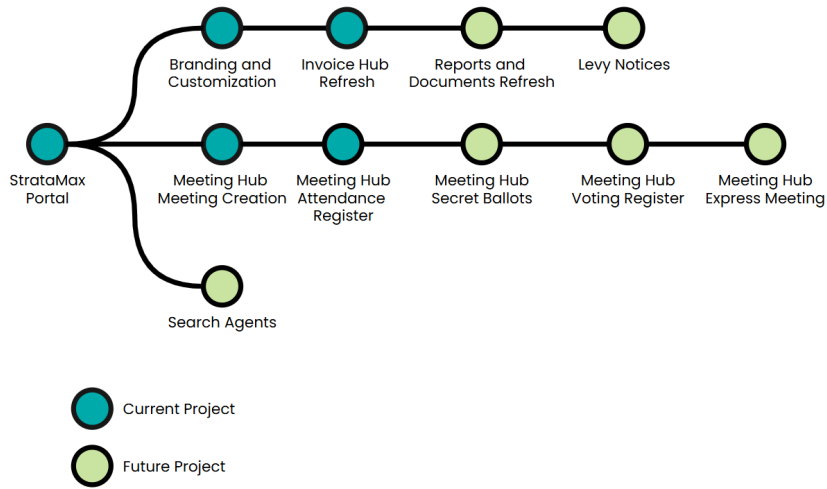 Branding and
Customization
Invoice Hub
Refresh
Reports and
Documents Refresh
Levy Notices
StrataMax
Portal
Meeting Hub
Meeting Creation
Meeting Hub
Attendance
Register
Meeting Hub
Secret Ballots
Meeting Hub
Voting Register
Meeting Hub
Express Meeting
Search Agents
Current Project
Future Project